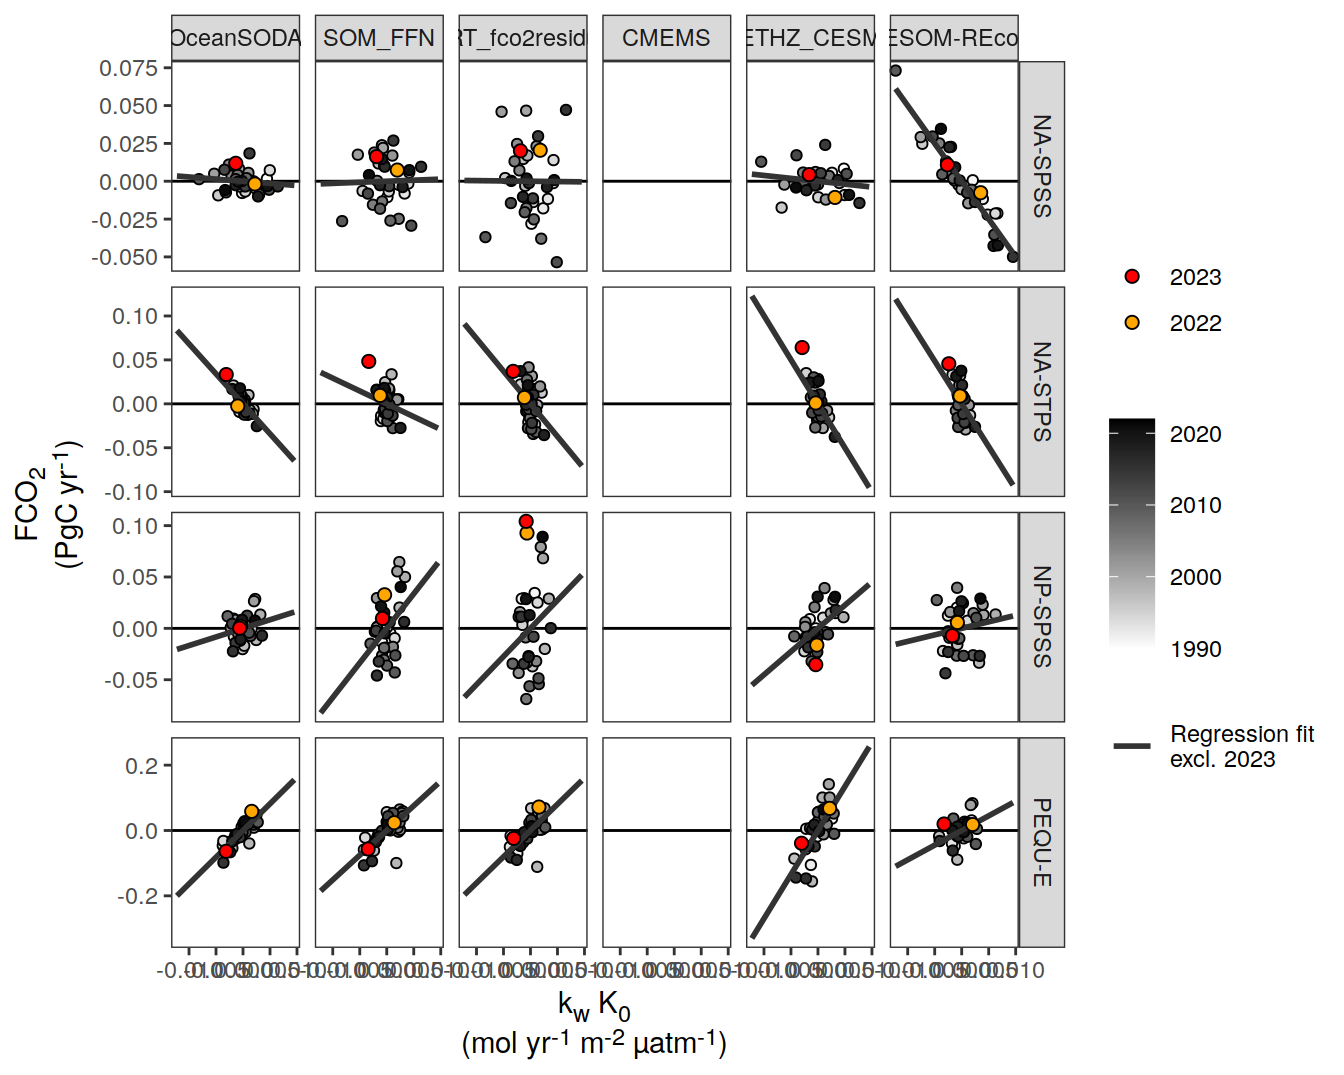 OceanSODA SOM_FFN RT_fco2resid CMEMS ETHZ_CESM ESOM-REco
0.075
0.050
0.025
0.000
-0.025
-0.050
NA-SPSS
0.10
0.05
0.00
-0.05
-0.10
NA-STPS
0.10
0.05
0.00
-0.05
NP-SPSS
0.2
0.0
-0.2
PEQU-E
FCO2
(PgC yr-1)
kw K0
(mol yr-1 m-2 µatm-1)
2023
2022
2020
2010
2000
1990
Regression fit
excl. 2023